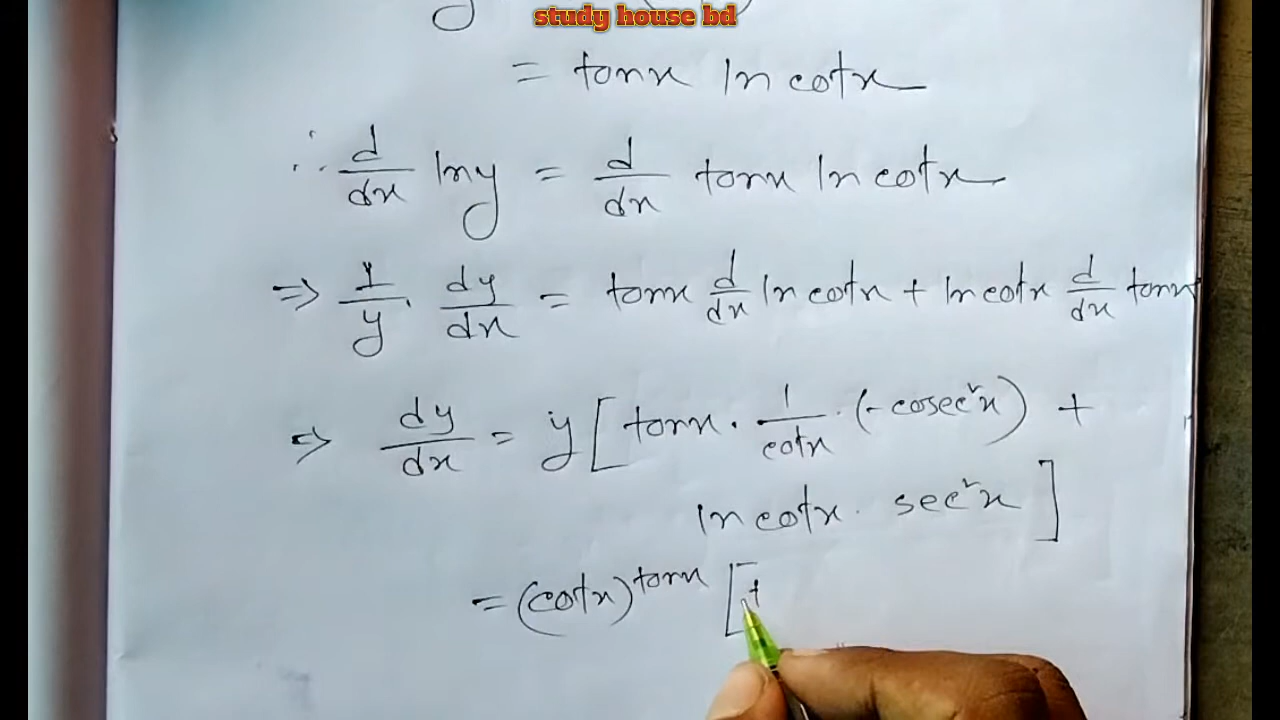 study house bd
y
= tanx ln cotx
∴ d/dx lny = d/dx tanx ln cotx
⇒ 1/y · dy/dx = tanx d/dx ln cotx + ln cotx d/dx tanx
⇒ dy/dx = y [ tanx · 1/cotx · (-cosec²x) +
ln cotx · sec²x ]
= (cotx)^tanx [ t